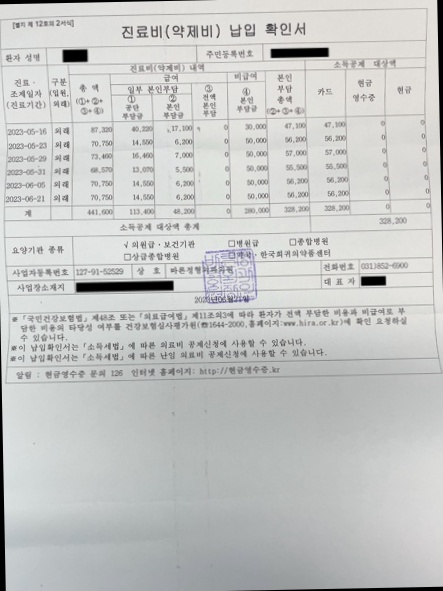 [별지 제 12호의 2서식]
진료비(약제비) 납입 확인서
환자 성명 주민등록번호
진료비(약제비) 내역 소득공제 대상액
진료·조제일자 (진료기간) 구분 (입원, 외래) 총 액 (①+②+③+④) 급여 비급여 본인부담총액 (②+③+④) 카드 현금영수증 현금
일부 본인부담 ③ 전액본인부담 ④ 본인부담금
① 공단부담금 ② 본인부담금
2023-05-16 외래 87,320 40,220 17,100 0 30,000 47,100 47,100 0 0
2023-05-23 외래 70,750 14,550 6,200 0 50,000 56,200 56,200 0 0
2023-05-29 외래 73,460 16,460 7,000 0 50,000 57,000 57,000 0 0
2023-05-31 외래 68,570 13,070 5,500 0 50,000 55,500 55,500 0 0
2023-06-05 외래 70,750 14,550 6,200 0 50,000 56,200 56,200 0 0
2023-06-21 외래 70,750 14,550 6,200 0 50,000 56,200 56,200 0 0
계 441,600 113,400 48,200 0 280,000 328,200 328,200 0 0
소득공제 대상액 총계 328,200
요양기관 종류 √ 의원급·보건기관 □병원급 □종합병원
□상급종합병원 □약국·한국희귀의약품센터
사업자등록번호 127-91-52529 상 호 바른정형외과의원 전화번호 031)852-6900
사업장소재지 대 표 자
※「국민건강보험법」제48조 또는「의료급여법」제11조의3에 따라 환자가 전액 부담한 비용과 비급여로 부
담한 비용의 타당성 여부를 건강보험심사평가원(☎1644-2000,홈페이지:www.hira.or.kr)에 확인 요청하실
수 있습니다.
※이 납입확인서는「소득세법」에 따른 의료비 공제신청에 사용할 수 있습니다.
※이 납입확인서는「소득세법」에 따른 난임 의료비 공제신청에 사용할 수 있습니다.
알림 : 현금영수증 문의 126 인터넷 홈페이지: http://현금영수증.kr